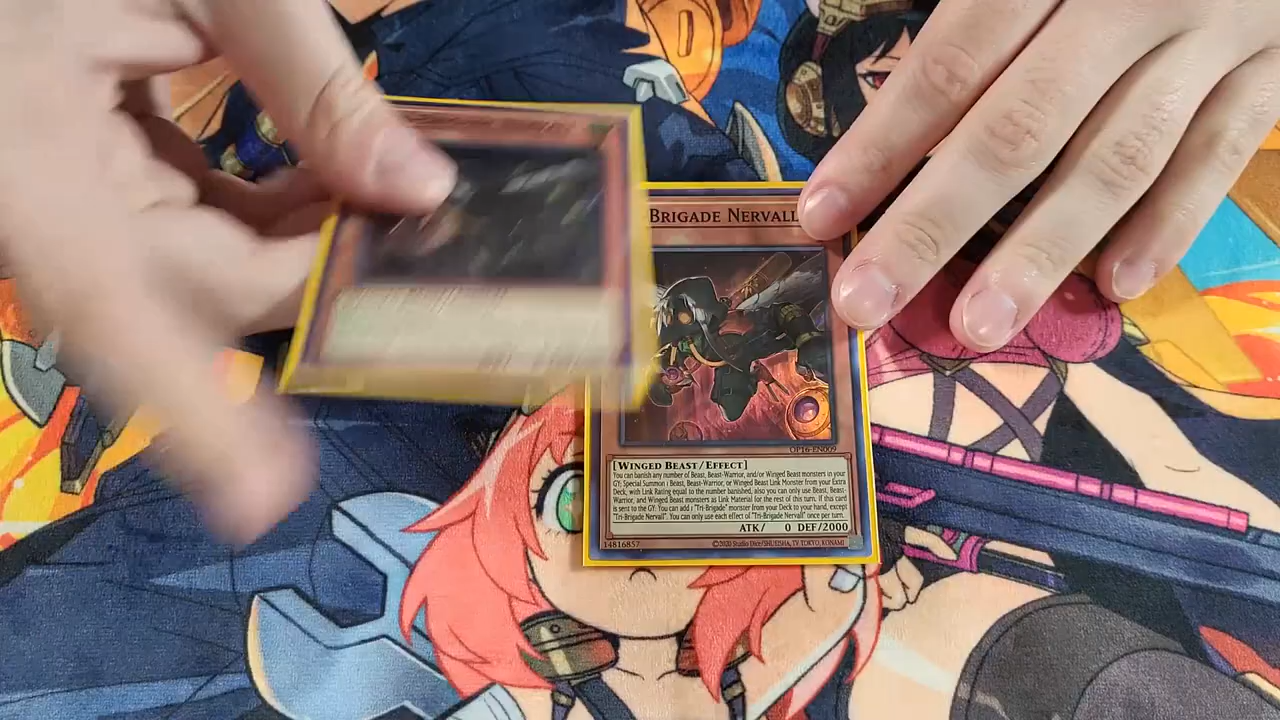 BRIGADE NERVALL
OP16-EN009
[WINGED BEAST/EFFECT]
You can banish any number of Beast, Beast-Warrior, and/or Winged Beast monsters in your
GY; Special Summon 1 Beast, Beast-Warrior, or Winged Beast Link Monster from your Extra
Deck, with Link Rating equal to the number banished, also you can only use Beast, Beast-
Warrior, and Winged Beast monsters as Link Material for the rest of this turn. If this card
is sent to the GY: You can add 1 "Tri-Brigade" monster from your Deck to your hand, except
"Tri-Brigade Nervall". You can only use each effect of "Tri-Brigade Nervall" once per turn.
ATK/ 0 DEF/2000
14816857
©2020 Studio Dice/SHUEISHA, TV TOKYO, KONAMI